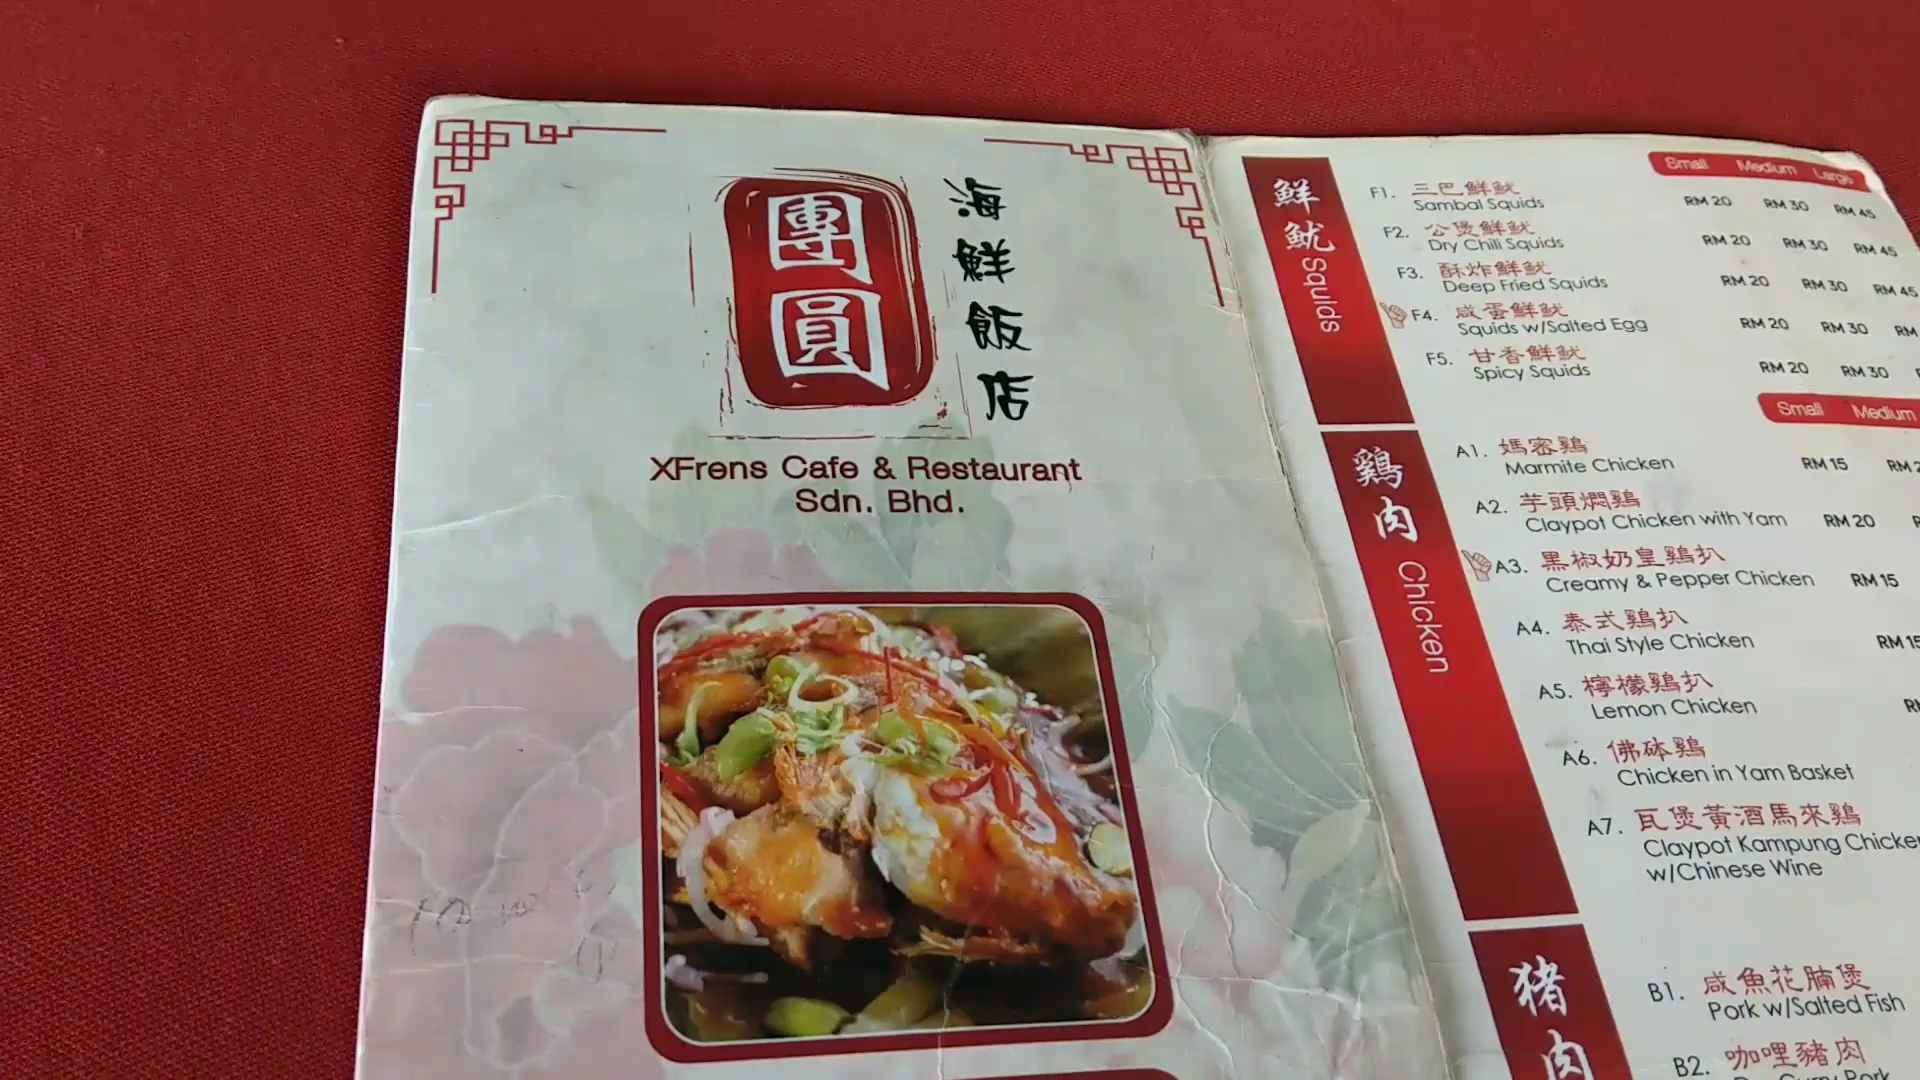 團圓
海鮮飯店
XFrens Cafe & Restaurant
Sdn. Bhd.
鮮魷 Squids
Small Medium Large
F1. 三巴鮮魷 RM 20 RM 30 RM 45
Sambal Squids
F2. 公煲鮮魷 RM 20 RM 30 RM 45
Dry Chili Squids
F3. 酥炸鮮魷 RM 20 RM 30 RM 45
Deep Fried Squids
F4. 咸蛋鮮魷 RM 20 RM 30 RM
Squids w/Salted Egg
F5. 甘香鮮魷 RM 20 RM 30
Spicy Squids
雞肉 Chicken
Small Medium
A1. 媽密雞 RM 15
Marmite Chicken
A2. 芋頭燜雞 RM 20
Claypot Chicken with Yam
A3. 黑椒奶皇雞扒 RM 15
Creamy & Pepper Chicken
A4. 泰式雞扒 RM 15
Thai Style Chicken
A5. 檸檬雞扒
Lemon Chicken
A6. 佛砵雞
Chicken in Yam Basket
A7. 瓦煲黃酒馬來雞
Claypot Kampung Chicken
w/Chinese Wine
猪肉
B1. 咸魚花腩煲
Pork w/Salted Fish
B2. 咖哩豬肉
Curry Pork